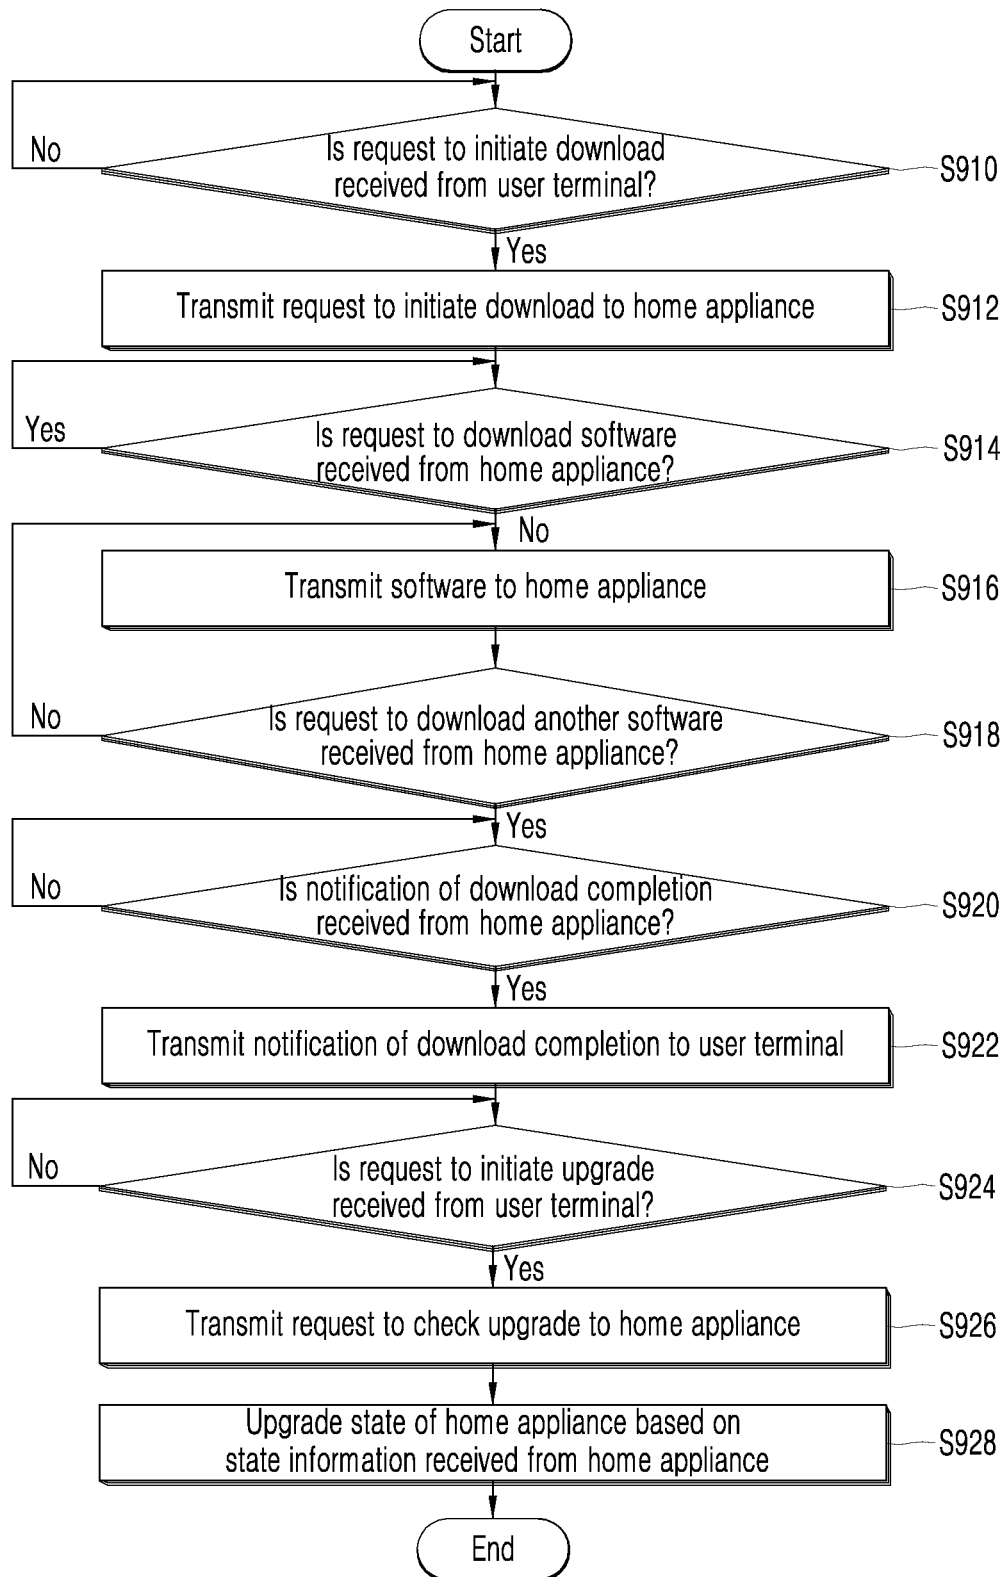 Start
Is request to initiate download
received from user terminal?
No
S910
Yes
Transmit request to initiate download to home appliance
S912
Yes
Is request to download software
received from home appliance?
S914
No
Transmit software to home appliance
S916
No
Is request to download another software
received from home appliance?
S918
Yes
No
Is notification of download completion
received from home appliance?
S920
Yes
Transmit notification of download completion to user terminal
S922
No
Is request to initiate upgrade
received from user terminal?
S924
Yes
Transmit request to check upgrade to home appliance
S926
Upgrade state of home appliance based on
state information received from home appliance
S928
End